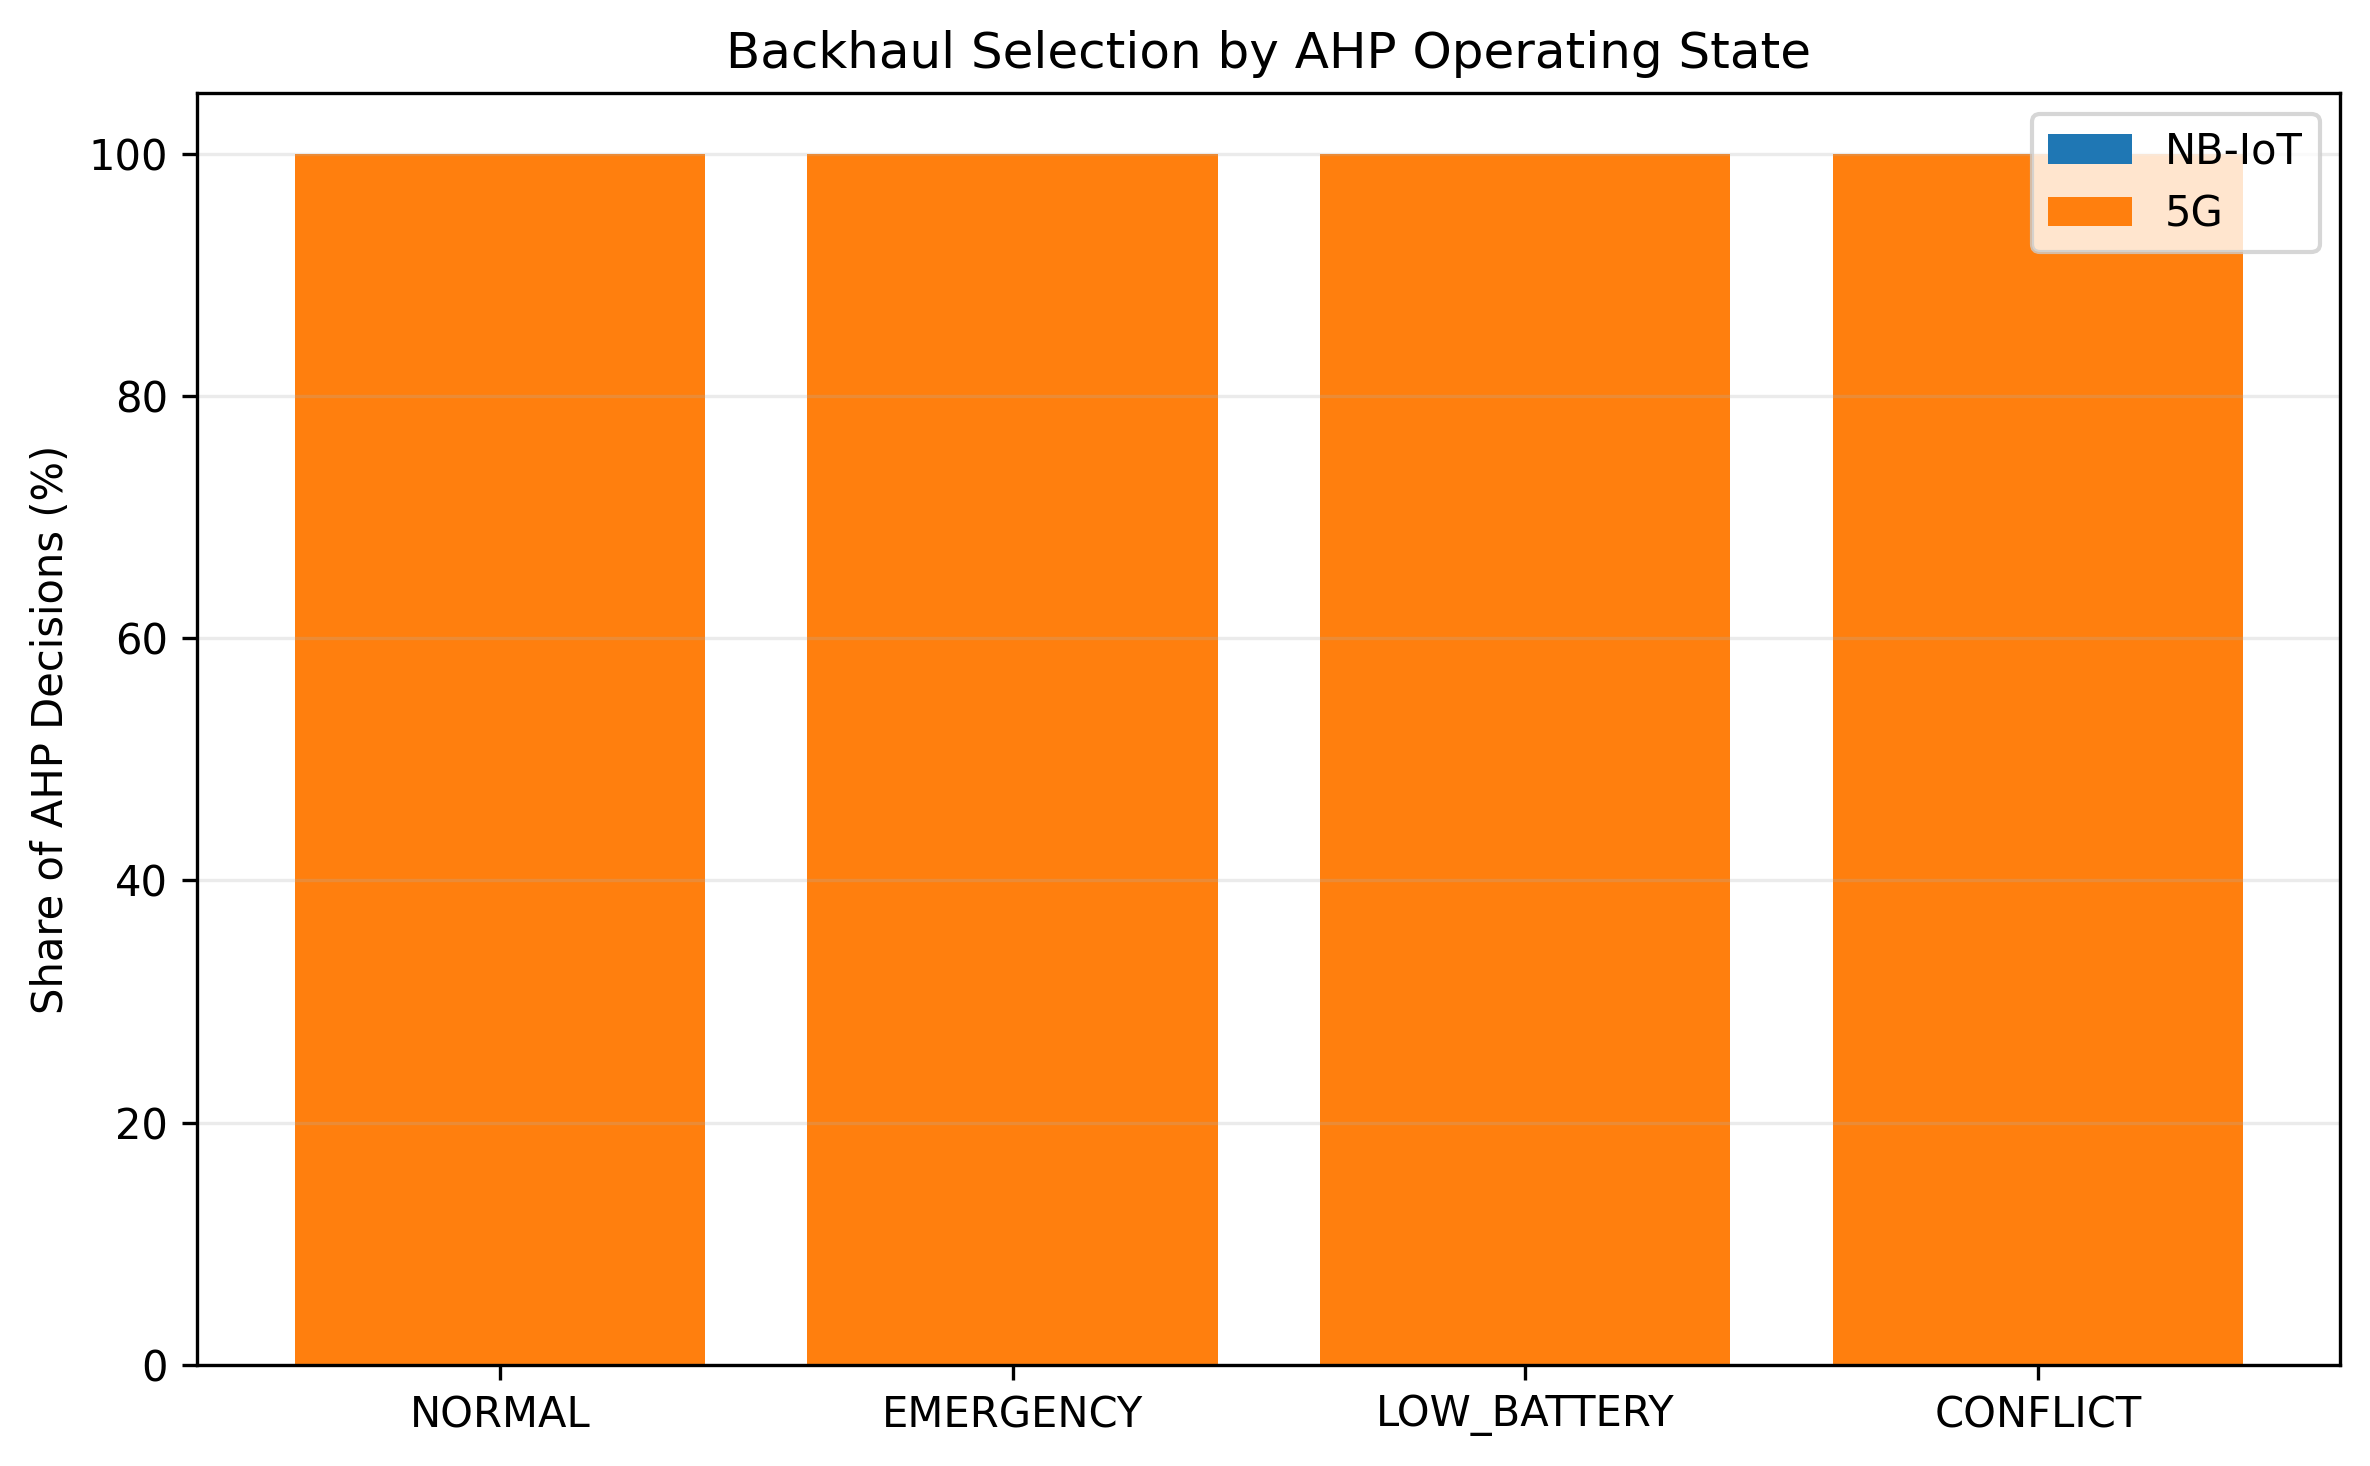 Backhaul Selection by AHP Operating State
NB-IoT
5G
Share of AHP Decisions (%)
100
80
60
40
20
0
NORMAL
EMERGENCY
LOW_BATTERY
CONFLICT